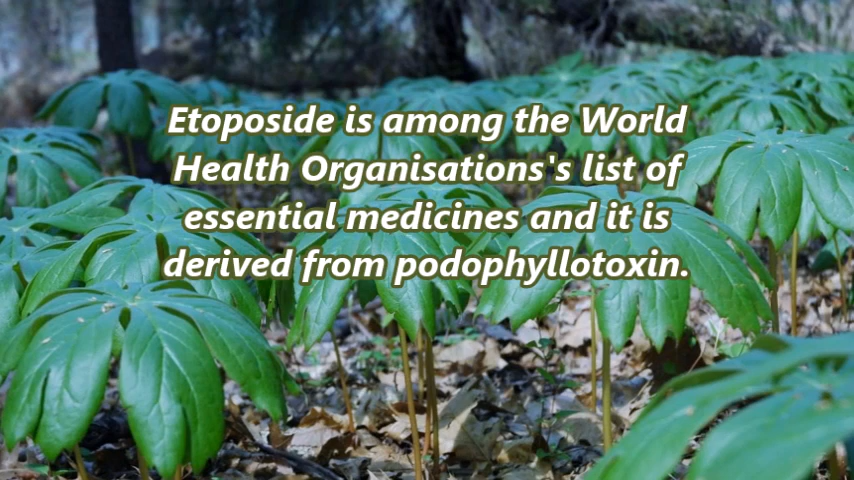 Etoposide is among the World
Health Organisations's list of
essential medicines and it is
derived from podophyllotoxin.